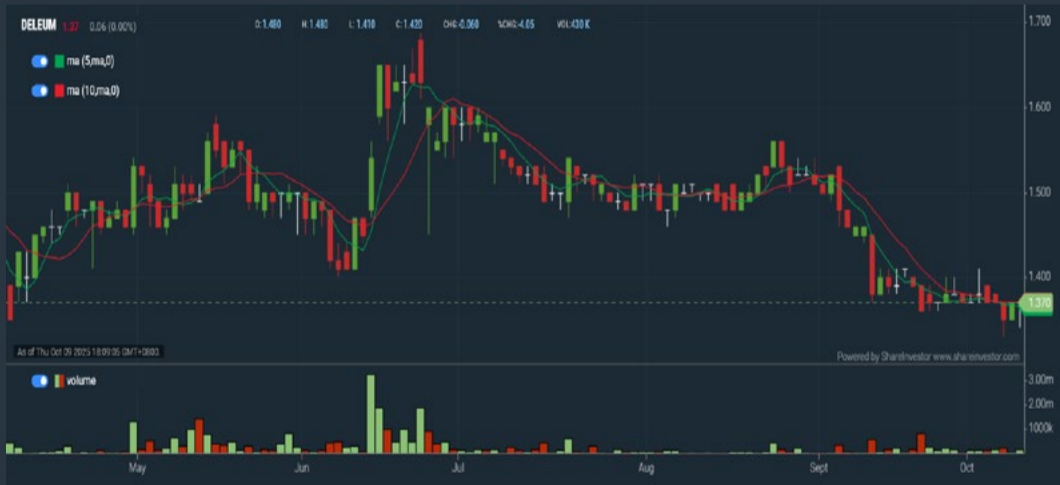 DELEUM 1.37 0.06 (0.00%) O:1.480 H:1.480 L:1.410 C:1.420 CHG:-0.060 %CHG:-4.05 VOL:430 K
ma (5,ma,0)
ma (10,ma,0)
1.700
1.600
1.500
1.400
1.370
As of Thu Oct 09 2025 18:09:05 GMT+0800
Powered by ShareInvestor www.shareinvestor.com
volume
3.00m
2.00m
1000k
May Jun Jul Aug Sept Oct